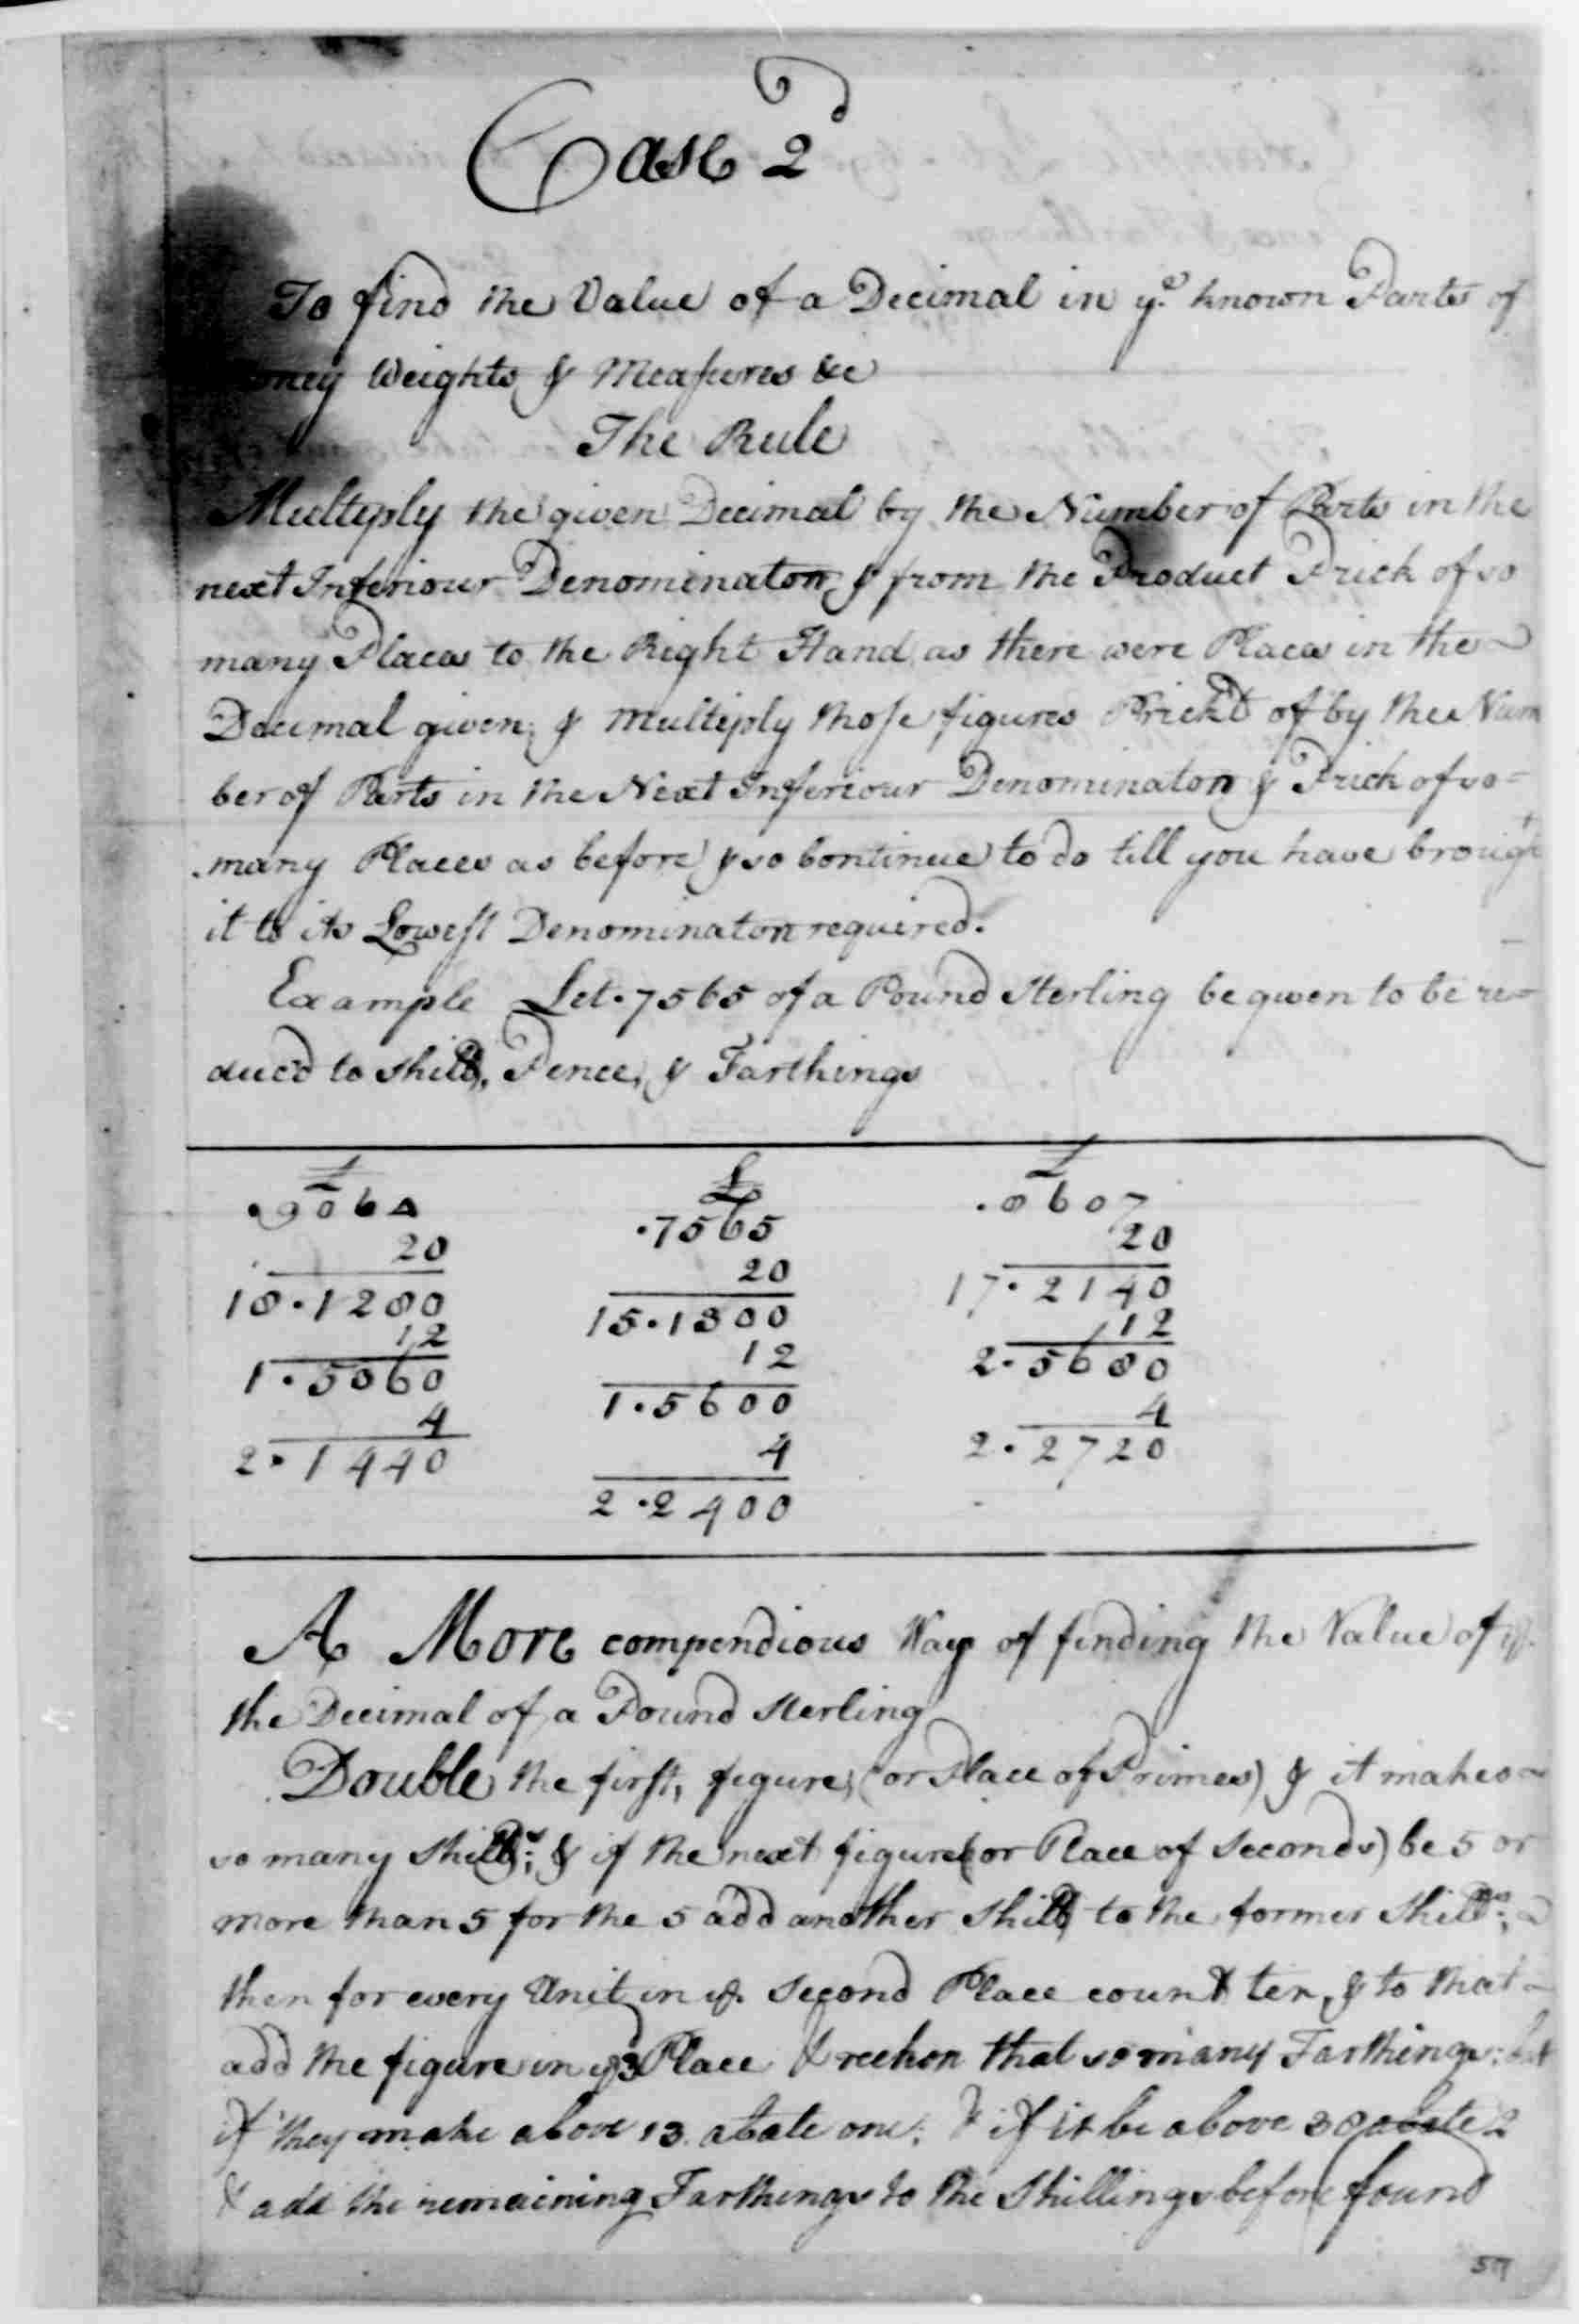 Case 2d
To find the Value of a Decimal in ye known Parts of
Weights & Measures &c
The Rule
Multeply the given Decimal by the Number of Parts in the
next Inferiour Denominaton & from the Product Prick of so
many Places to the Right Hand as there were Places in the
Decimal given; & multeply those figures Prick'd of by the Num
ber of Parts in the Next Inferiour Denominaton & Prick of so=
many Places as before & so Continue to do till you have brought
it to its Lowest Denominaton required.
Example Let .7565 of a Pound Sterling be given to be re=
duc'd to Shills, Pence, & Farthings
£ £ £
.9064 .7565 .8607
20 20 20
18.1280 15.1300 17.2140
12 12 12
1.5060 1.5600 2.5680
4 4 4
2.1440 2.2400 2.2720
A More compendious Way of finding the Value of
the Decimal of a Pound Sterling
Double the first, figure, (or Place of Primes) & it makes
so many Shills; & if the next figure (or Place of Seconds) be 5 or
more than 5 for the 5 add another Shill to the former Shills;
then for every Unit in ye Second Place count ten, & to that
add the figure in ye 3 Place & reckon that so many Farthings: but
if they make above 13 abate one; & if it be above 38 abate 2
& add the remaining Farthings to the Shillings before found